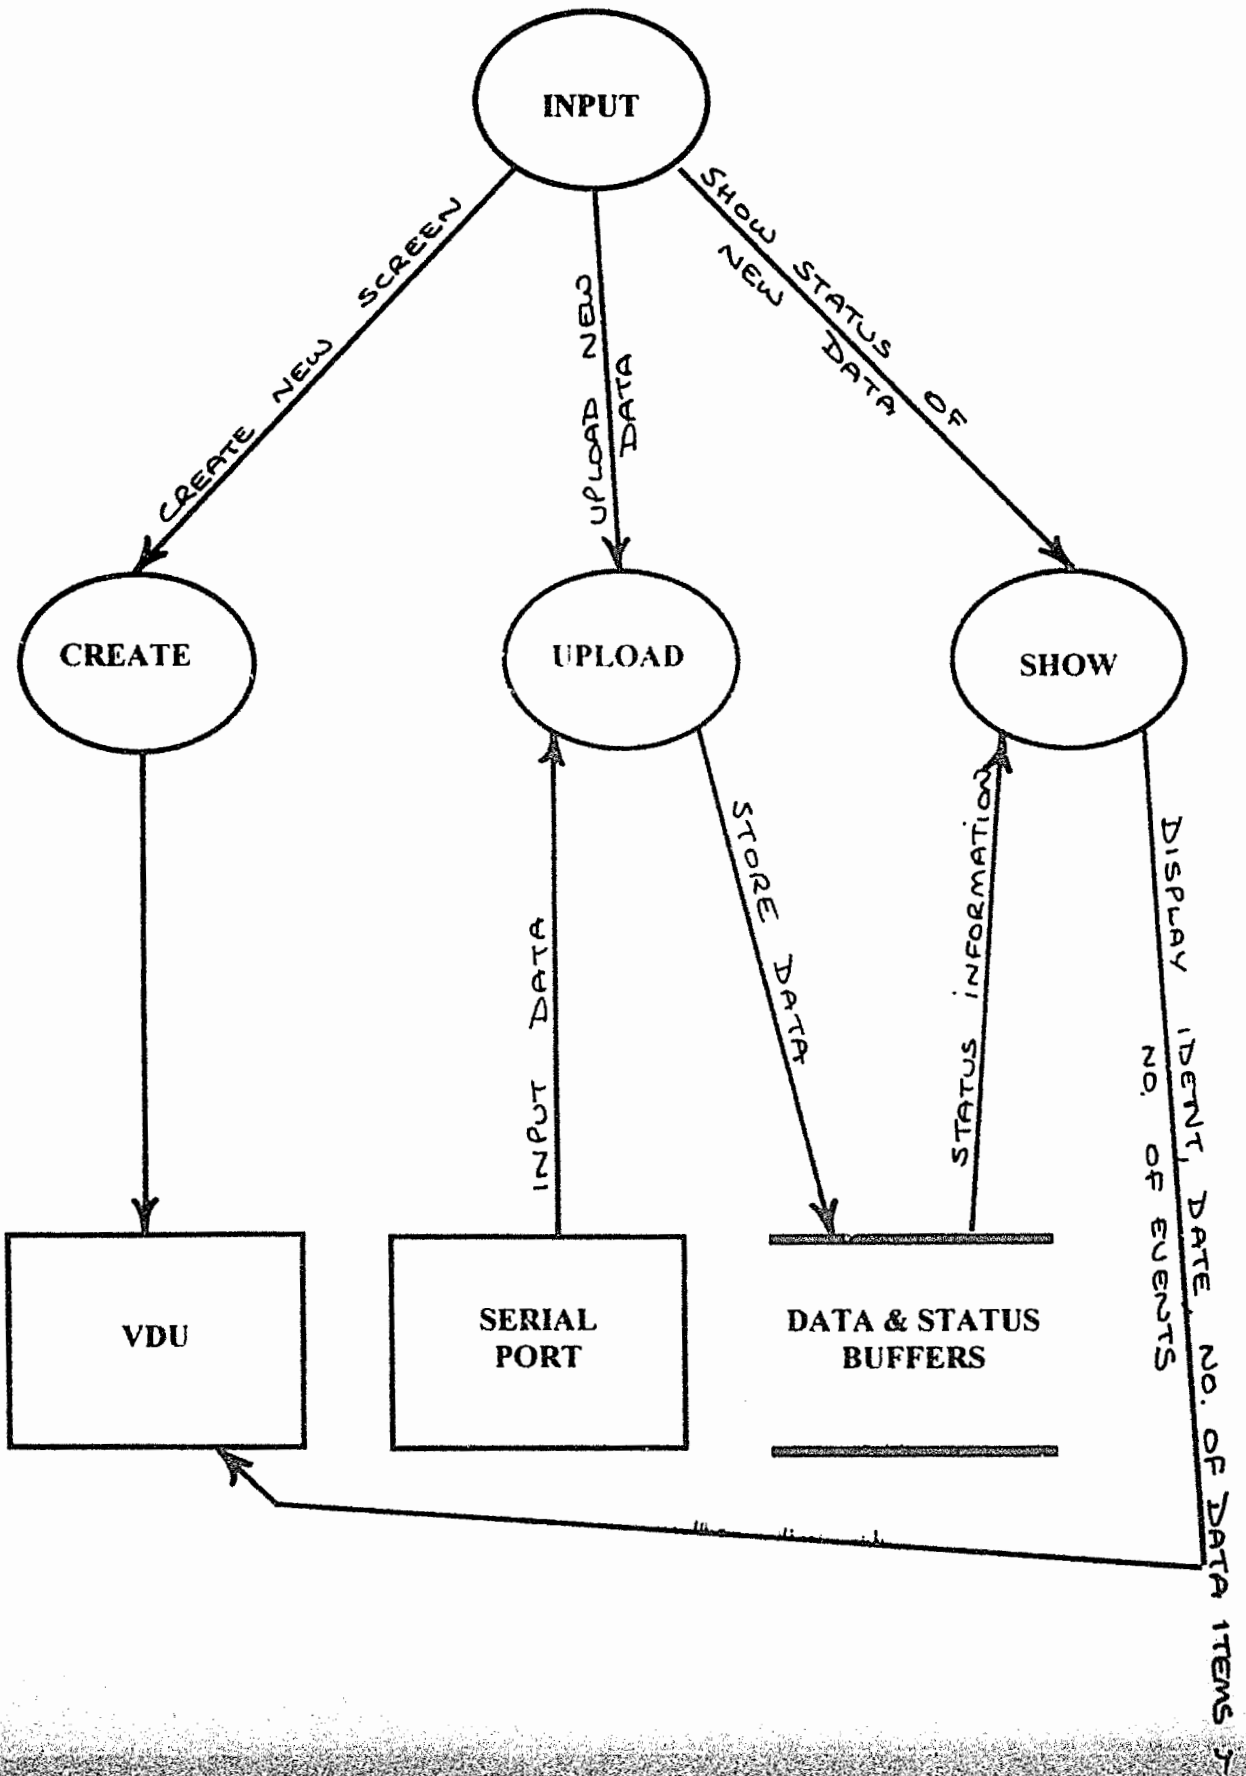 INPUT
CREATE NEW SCREEN
UPLOAD NEW
DATA
SHOW STATUS OF
NEW DATA
CREATE
UPLOAD
SHOW
INPUT DATA
STORE DATA
STATUS INFORMATION
DISPLAY IDENT, DATE, NO. OF DATA ITEMS
NO. OF EVENTS
VDU
SERIAL
PORT
DATA & STATUS
BUFFERS